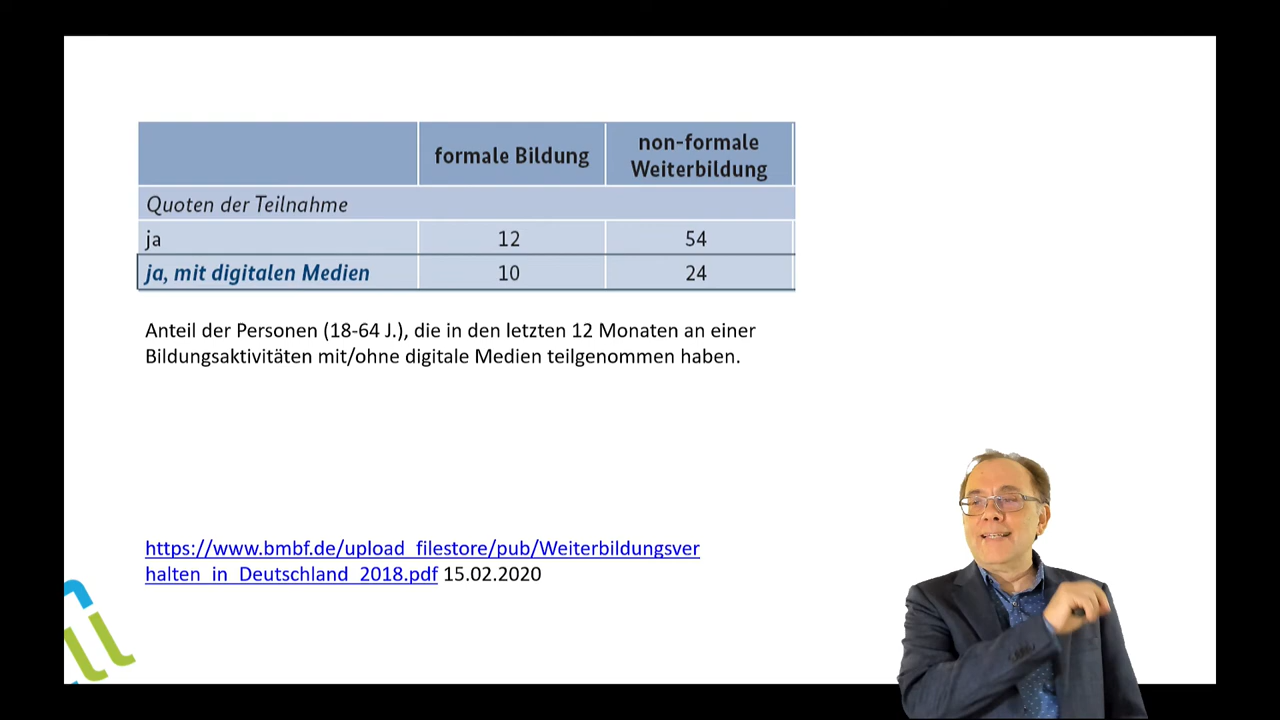 formale Bildung
non-formale
Weiterbildung
Quoten der Teilnahme
ja 12 54
ja, mit digitalen Medien 10 24
Anteil der Personen (18-64 J.), die in den letzten 12 Monaten an einer
Bildungsaktivitäten mit/ohne digitale Medien teilgenommen haben.
https://www.bmbf.de/upload_filestore/pub/Weiterbildungsver
halten_in_Deutschland_2018.pdf 15.02.2020